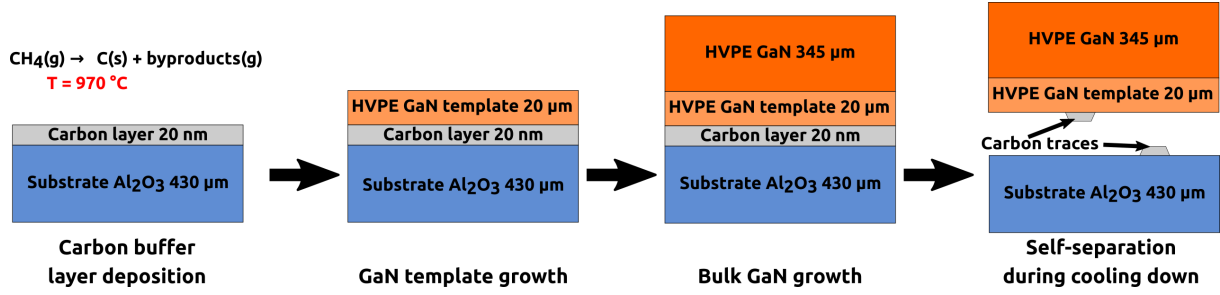 CH4(g) → C(s) + byproducts(g)
T = 970 °C
Carbon layer 20 nm
Substrate Al2O3 430 µm
Carbon buffer
layer deposition
HVPE GaN template 20 µm
Carbon layer 20 nm
Substrate Al2O3 430 µm
GaN template growth
HVPE GaN 345 µm
HVPE GaN template 20 µm
Carbon layer 20 nm
Substrate Al2O3 430 µm
Bulk GaN growth
HVPE GaN 345 µm
HVPE GaN template 20 µm
Carbon traces
Substrate Al2O3 430 µm
Self-separation
during cooling down